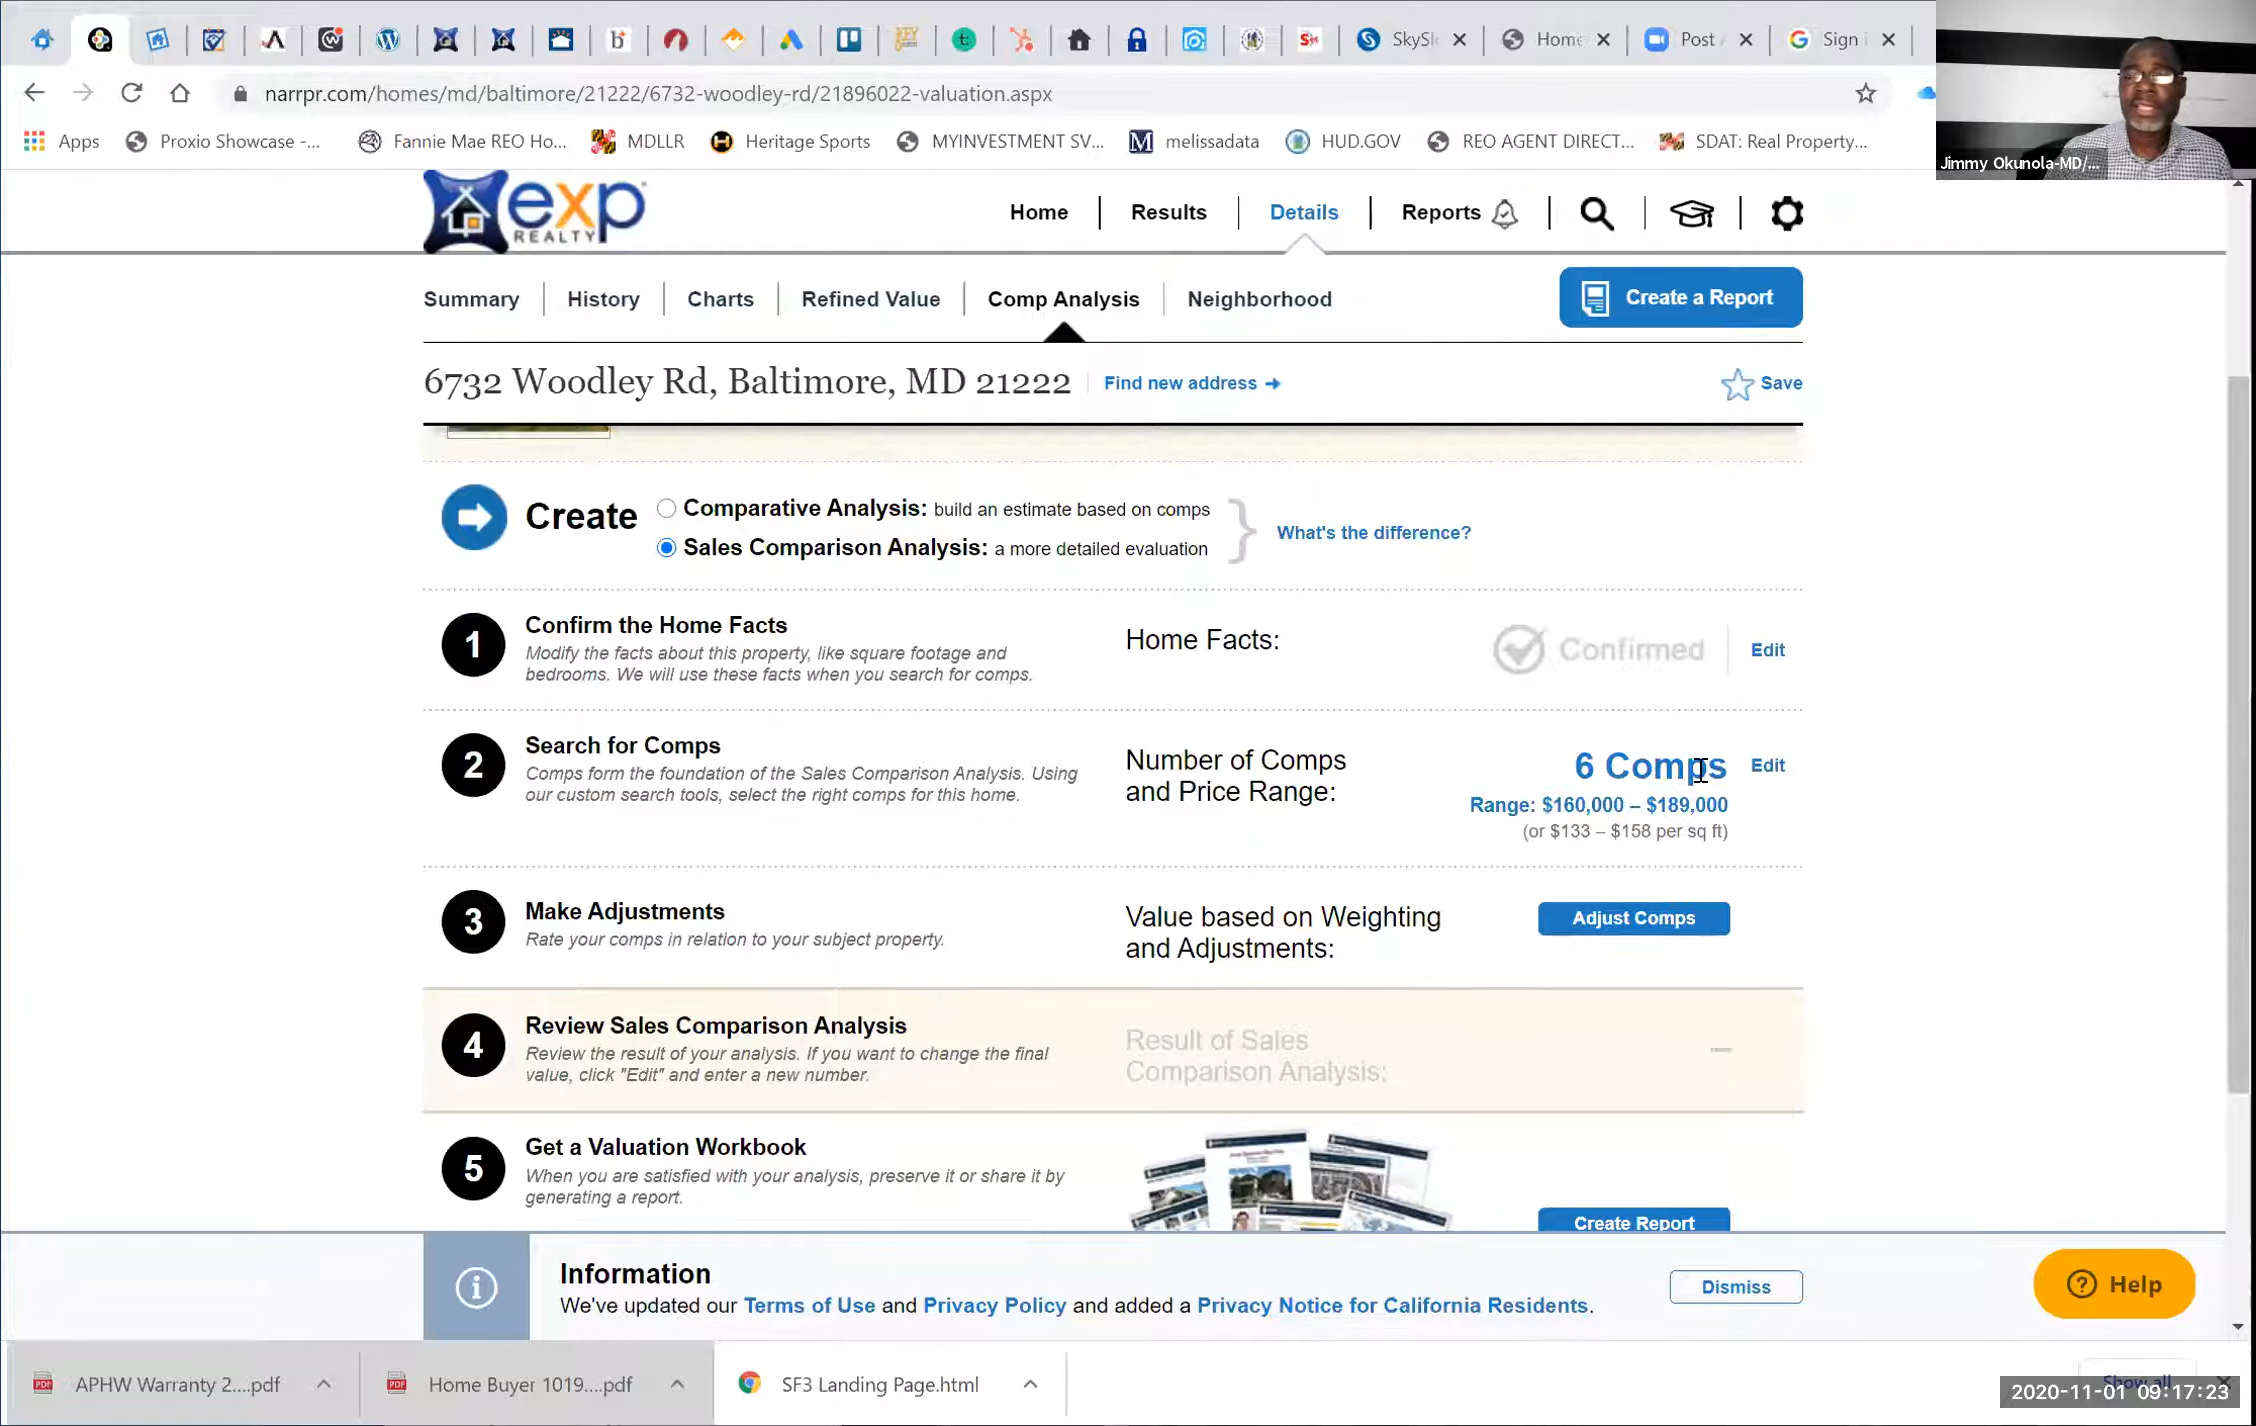 SkySl
Home
Post
Sign i
narrpr.com/homes/md/baltimore/21222/6732-woodley-rd/21896022-valuation.aspx
Apps
Proxio Showcase -...
Fannie Mae REO Ho...
MDLLR
Heritage Sports
MYINVESTMENT SV...
melissadata
HUD.GOV
REO AGENT DIRECT...
SDAT: Real Property...
Jimmy Okunola-MD/...
exp
REALTY
Home
Results
Details
Reports
Summary
History
Charts
Refined Value
Comp Analysis
Neighborhood
Create a Report
6732 Woodley Rd, Baltimore, MD 21222
Find new address
Save
Create
Comparative Analysis: build an estimate based on comps
Sales Comparison Analysis: a more detailed evaluation
What's the difference?
1
Confirm the Home Facts
Modify the facts about this property, like square footage and
bedrooms. We will use these facts when you search for comps.
Home Facts:
Confirmed
Edit
2
Search for Comps
Comps form the foundation of the Sales Comparison Analysis. Using
our custom search tools, select the right comps for this home.
Number of Comps
and Price Range:
6 Comps
Edit
Range: $160,000 – $189,000
(or $133 – $158 per sq ft)
3
Make Adjustments
Rate your comps in relation to your subject property.
Value based on Weighting
and Adjustments:
Adjust Comps
4
Review Sales Comparison Analysis
Review the result of your analysis. If you want to change the final
value, click "Edit" and enter a new number.
Result of Sales
Comparison Analysis:
–
5
Get a Valuation Workbook
When you are satisfied with your analysis, preserve it or share it by
generating a report.
Create Report
Information
We've updated our Terms of Use and Privacy Policy and added a Privacy Notice for California Residents.
Dismiss
Help
APHW Warranty 2....pdf
Home Buyer 1019....pdf
SF3 Landing Page.html
Show all
2020-11-01 09:17:23